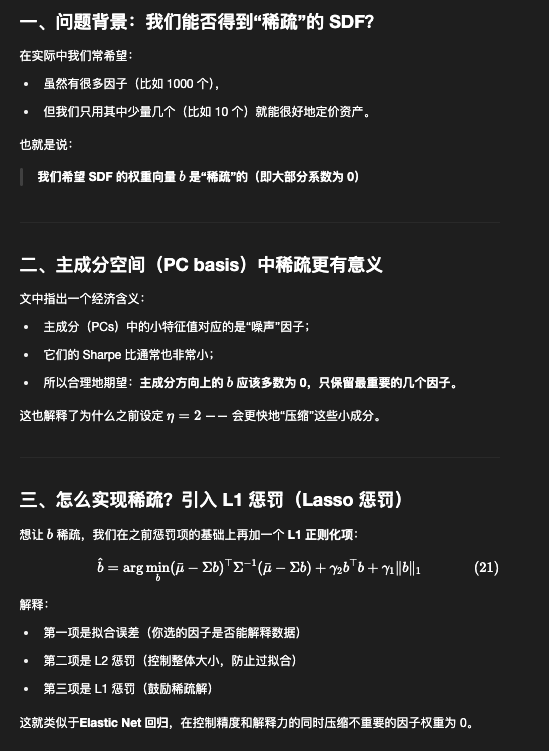 一、问题背景：我们能否得到“稀疏”的 SDF？
在实际中我们常希望：
• 虽然有很多因子（比如 1000 个），
• 但我们只用其中少量几个（比如 10 个）就能很好地定价资产。
也就是说：
我们希望 SDF 的权重向量 b 是“稀疏”的（即大部分系数为 0）
二、主成分空间（PC basis）中稀疏更有意义
文中指出一个经济含义：
• 主成分（PCs）中的小特征值对应的是“噪声”因子；
• 它们的 Sharpe 比通常也非常小；
• 所以合理地期望：主成分方向上的 b 应该多数为 0，只保留最重要的几个因子。
这也解释了为什么之前设定 η = 2 —— 会更快地“压缩”这些小成分。
三、怎么实现稀疏？引入 L1 惩罚（Lasso 惩罚）
想让 b 稀疏，我们在之前惩罚项的基础上再加一个 L1 正则化项：
b̂ = arg min_b (μ̄ − Σb)^⊤ Σ^{−1} (μ̄ − Σb) + γ₂b^⊤b + γ₁‖b‖₁ (21)
解释：
• 第一项是拟合误差（你选的因子是否能解释数据）
• 第二项是 L2 惩罚（控制整体大小，防止过拟合）
• 第三项是 L1 惩罚（鼓励稀疏解）
这就类似于Elastic Net 回归，在控制精度和解释力的同时压缩不重要的因子权重为 0。